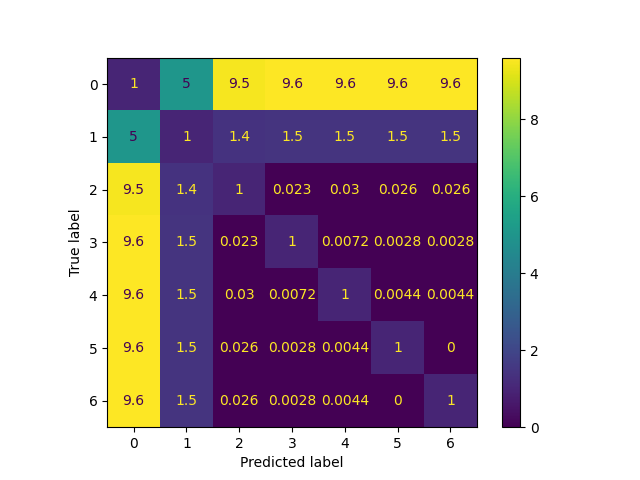 0 1 5 9.5 9.6 9.6 9.6 9.6
1 5 1 1.4 1.5 1.5 1.5 1.5
2 9.5 1.4 1 0.023 0.03 0.026 0.026
3 9.6 1.5 0.023 1 0.0072 0.0028 0.0028
4 9.6 1.5 0.03 0.0072 1 0.0044 0.0044
5 9.6 1.5 0.026 0.0028 0.0044 1 0
6 9.6 1.5 0.026 0.0028 0.0044 0 1
0 1 2 3 4 5 6
Predicted label
True label
8
6
4
2
0